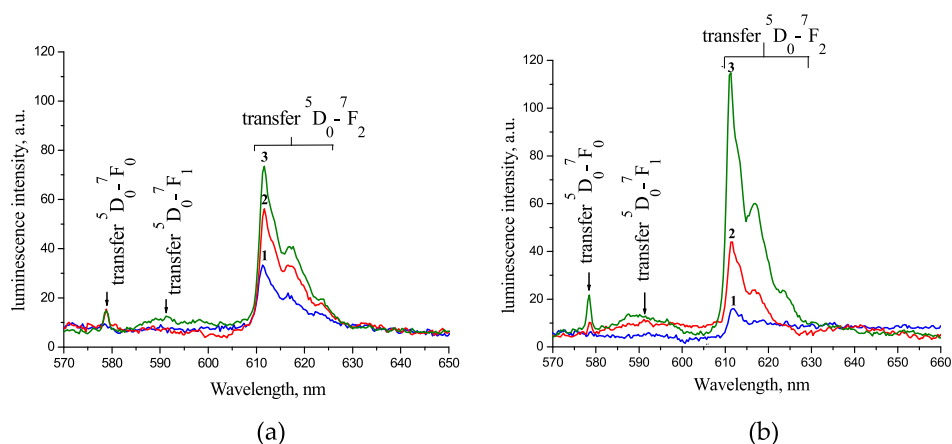 transfer ⁵D₀-⁷F₂
transfer ⁵D₀-⁷F₀
transfer ⁵D₀-⁷F₁
3
2
1
luminescence intensity, a.u.
120
100
80
60
40
20
0
570 580 590 600 610 620 630 640 650
Wavelength, nm
(a)
transfer ⁵D₀-⁷F₂
transfer ⁵D₀-⁷F₀
transfer ⁵D₀-⁷F₁
3
2
1
luminescence intensity, a.u.
120
100
80
60
40
20
0
570 580 590 600 610 620 630 640 650 660
Wavelength, nm
(b)